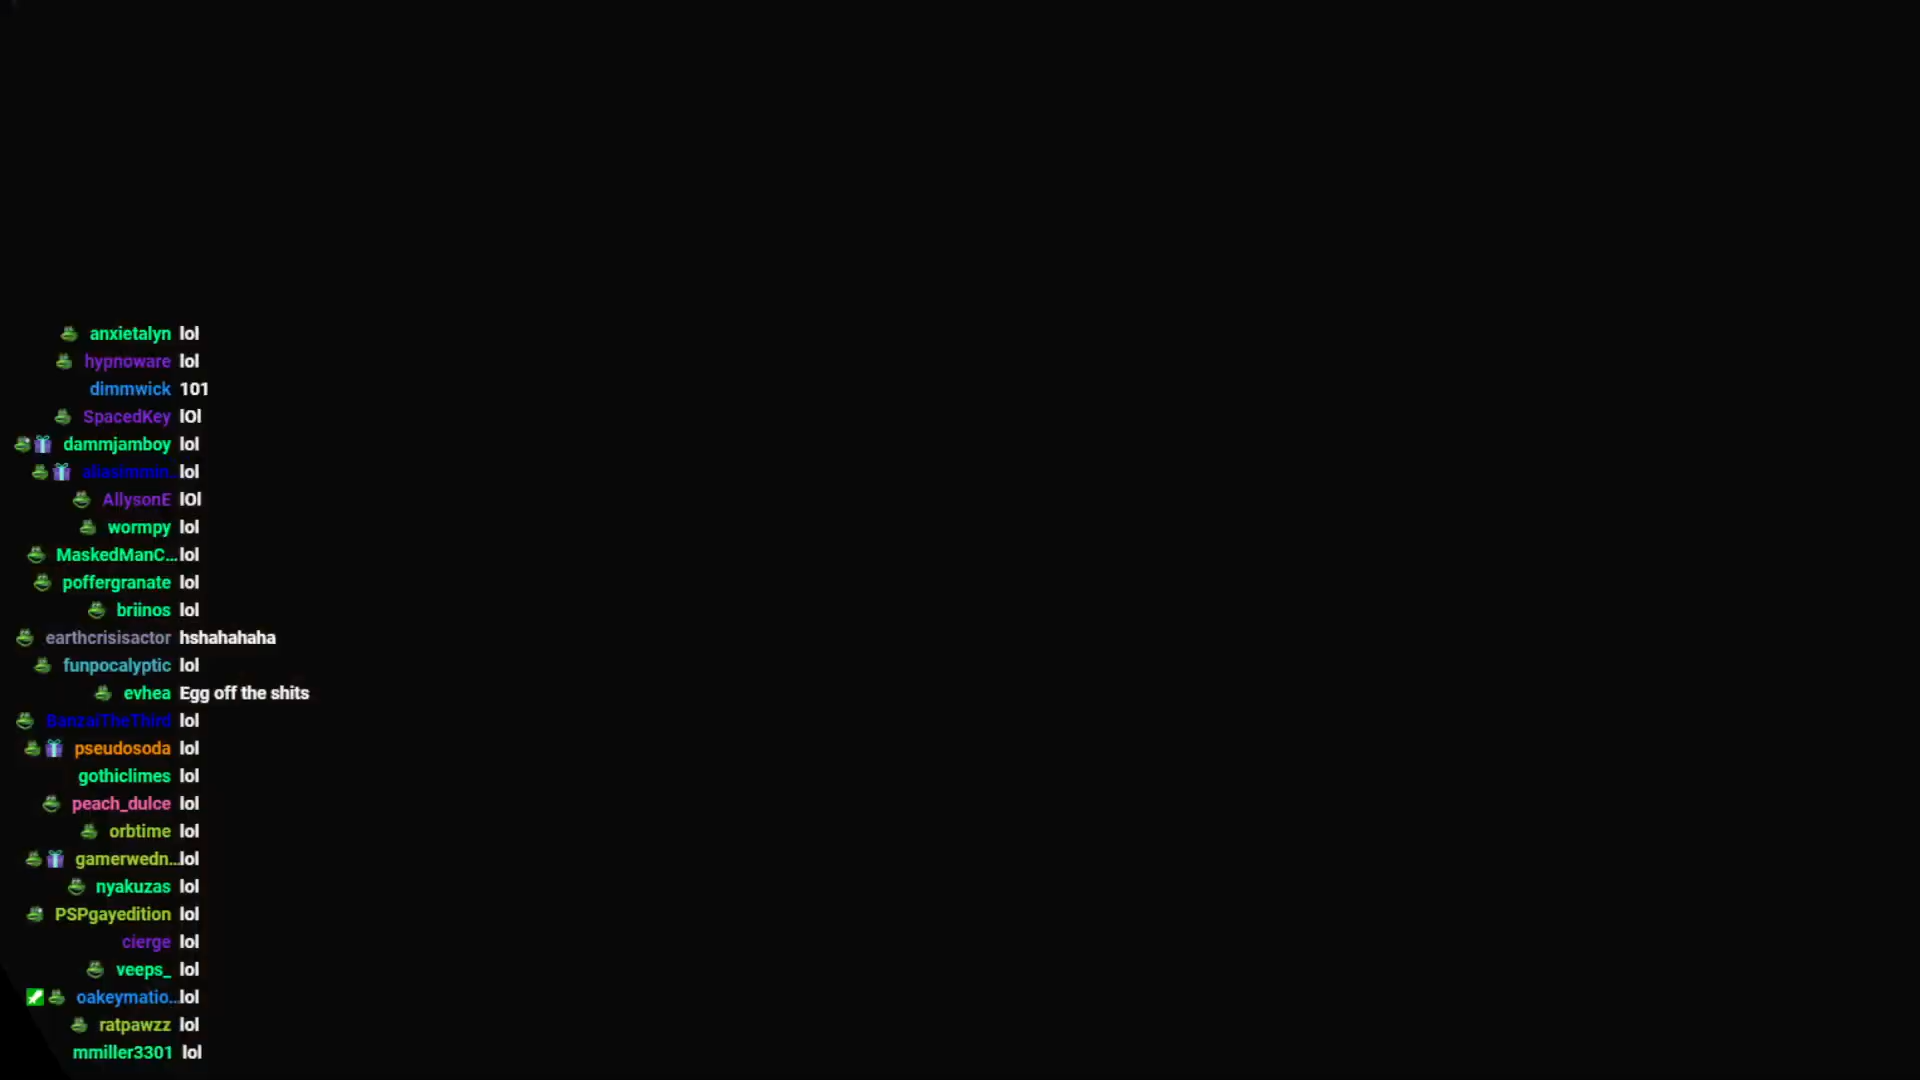 anxietalyn lol
hypnoware lol
dimmwick 101
SpacedKey lOl
dammjamboy lol
aliasimmin... lol
AllysonE lOl
wormpy lol
MaskedManC... lol
poffergranate lol
briinos lol
earthcrisisactor hshahahaha
funpocalyptic lol
evhea Egg off the shits
BanzaiTheThird lol
pseudosoda lol
gothiclimes lol
peach_dulce lol
orbtime lol
gamerwedn... lol
nyakuzas lol
PSPgayedition lol
cierge lol
veeps_ lol
oakeymatio... lol
ratpawzz lol
mmiller3301 lol